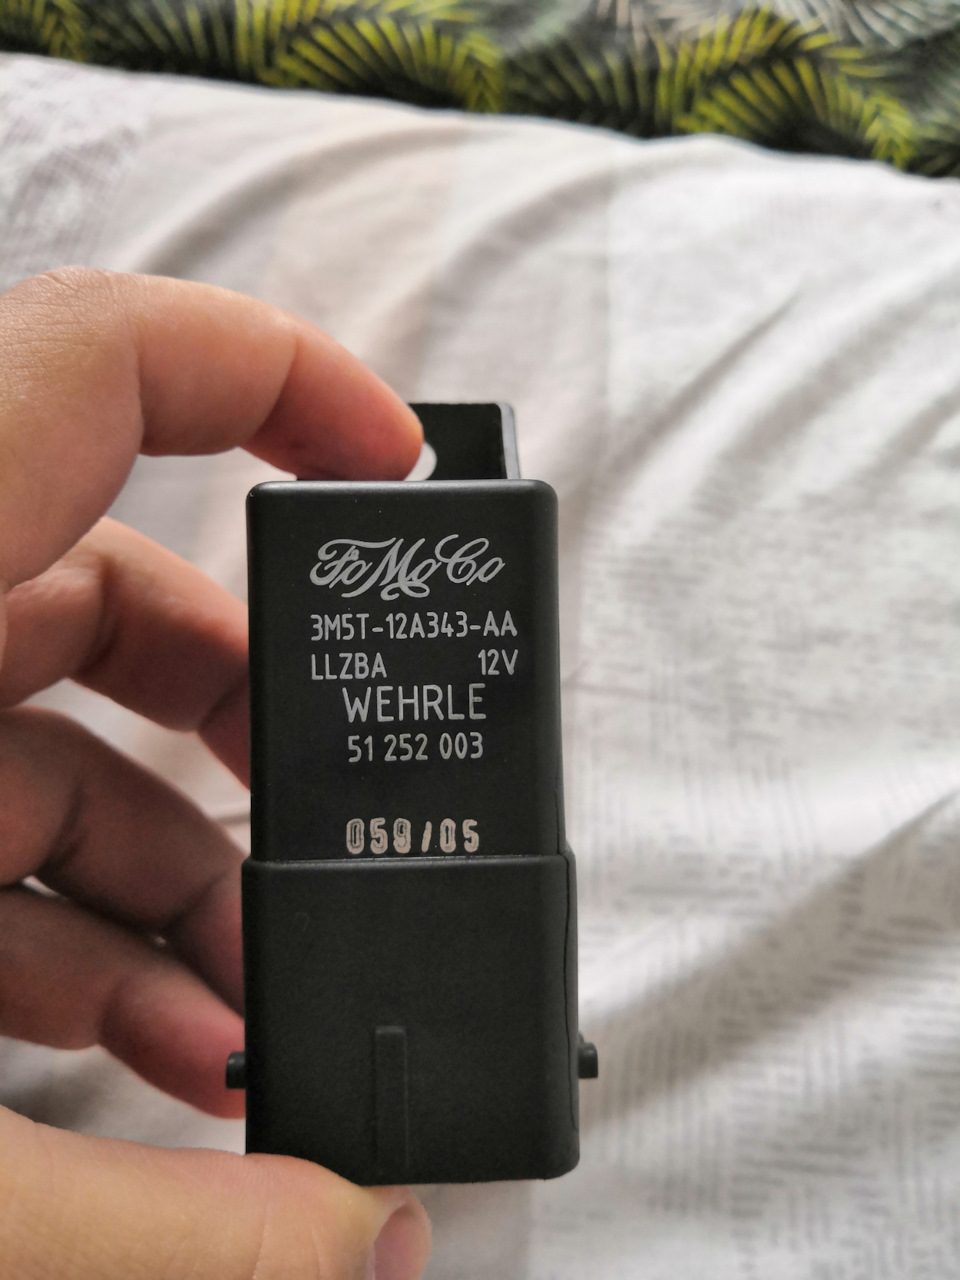 FoMoCo
3M5T-12A343-AA
LLZBA 12V
WEHRLE
51 252 003
059/05